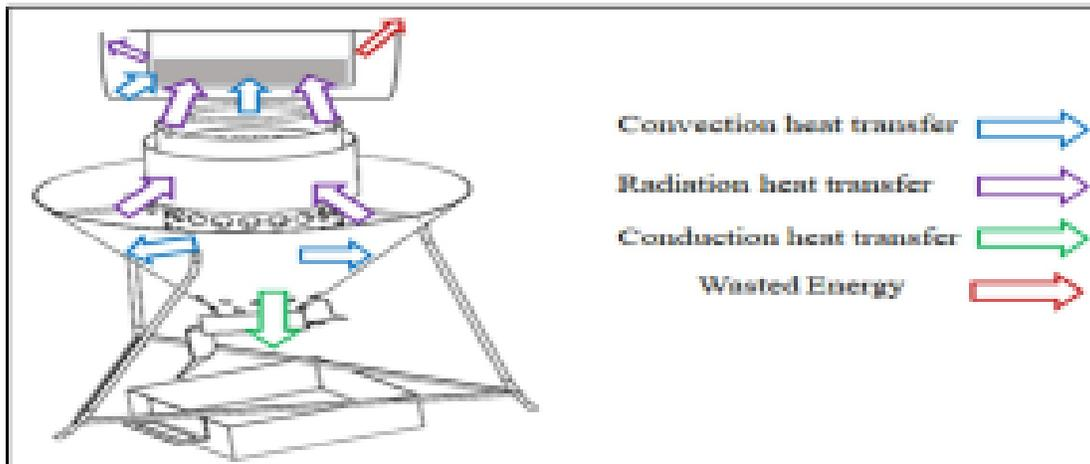 Convection heat transfer
Radiation heat transfer
Conduction heat transfer
Wasted Energy